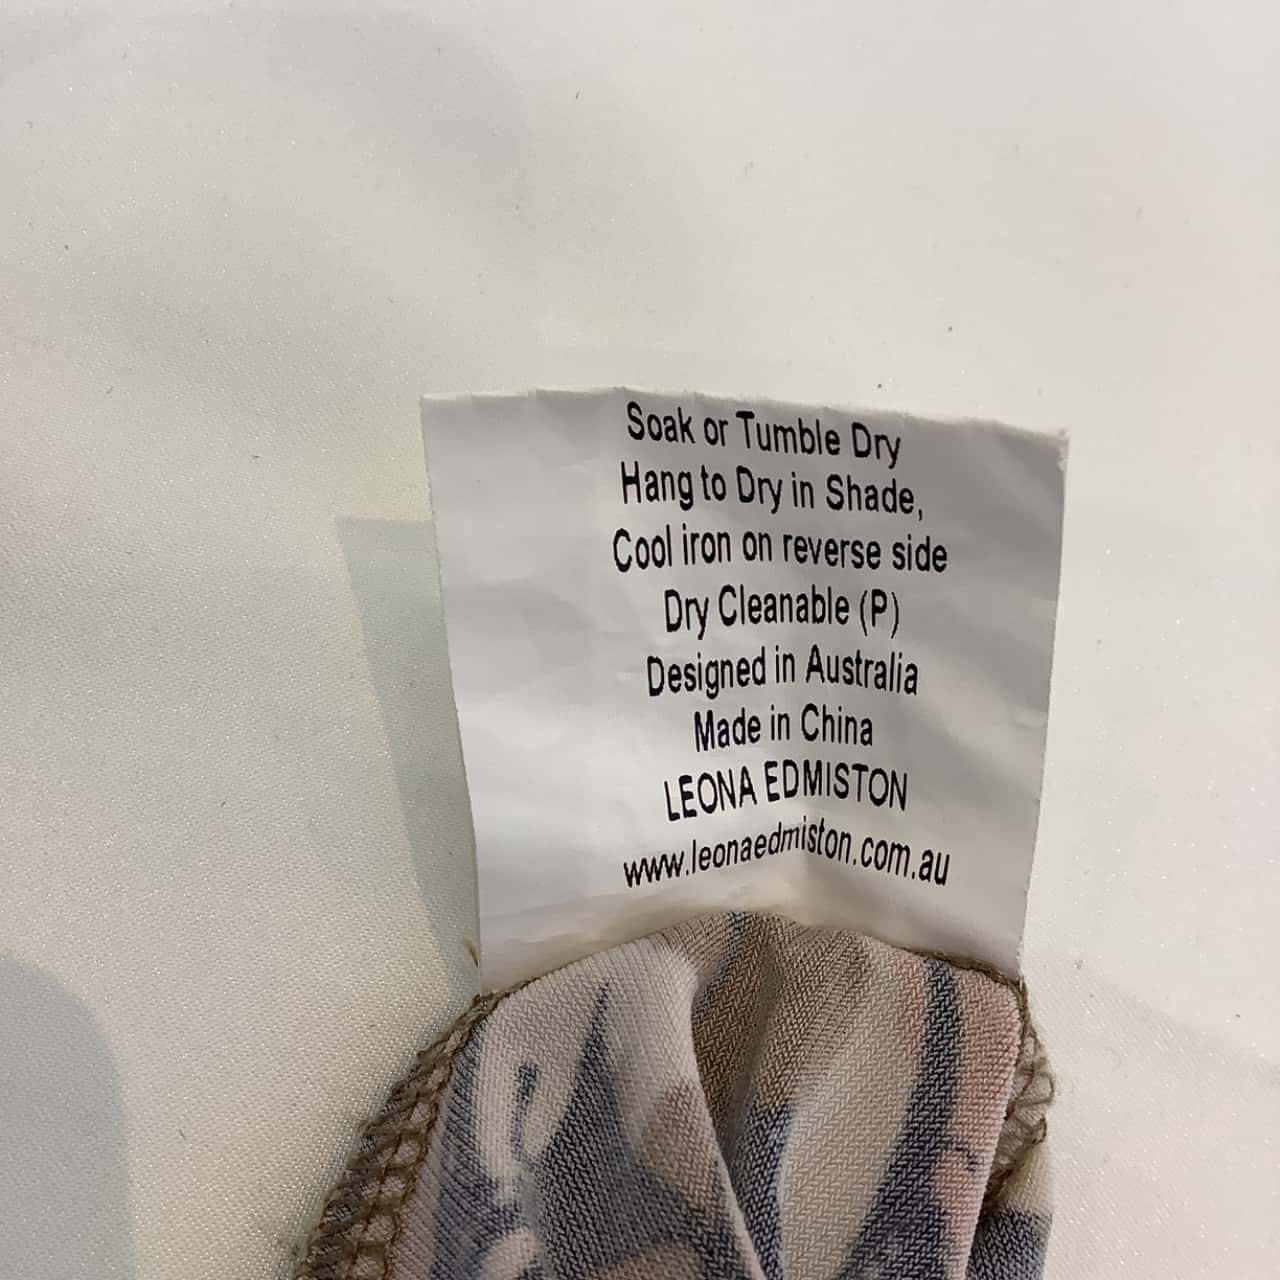 Soak or Tumble Dry
Hang to Dry in Shade,
Cool iron on reverse side
Dry Cleanable (P)
Designed in Australia
Made in China
LEONA EDMISTON
www.leonaedmiston.com.au